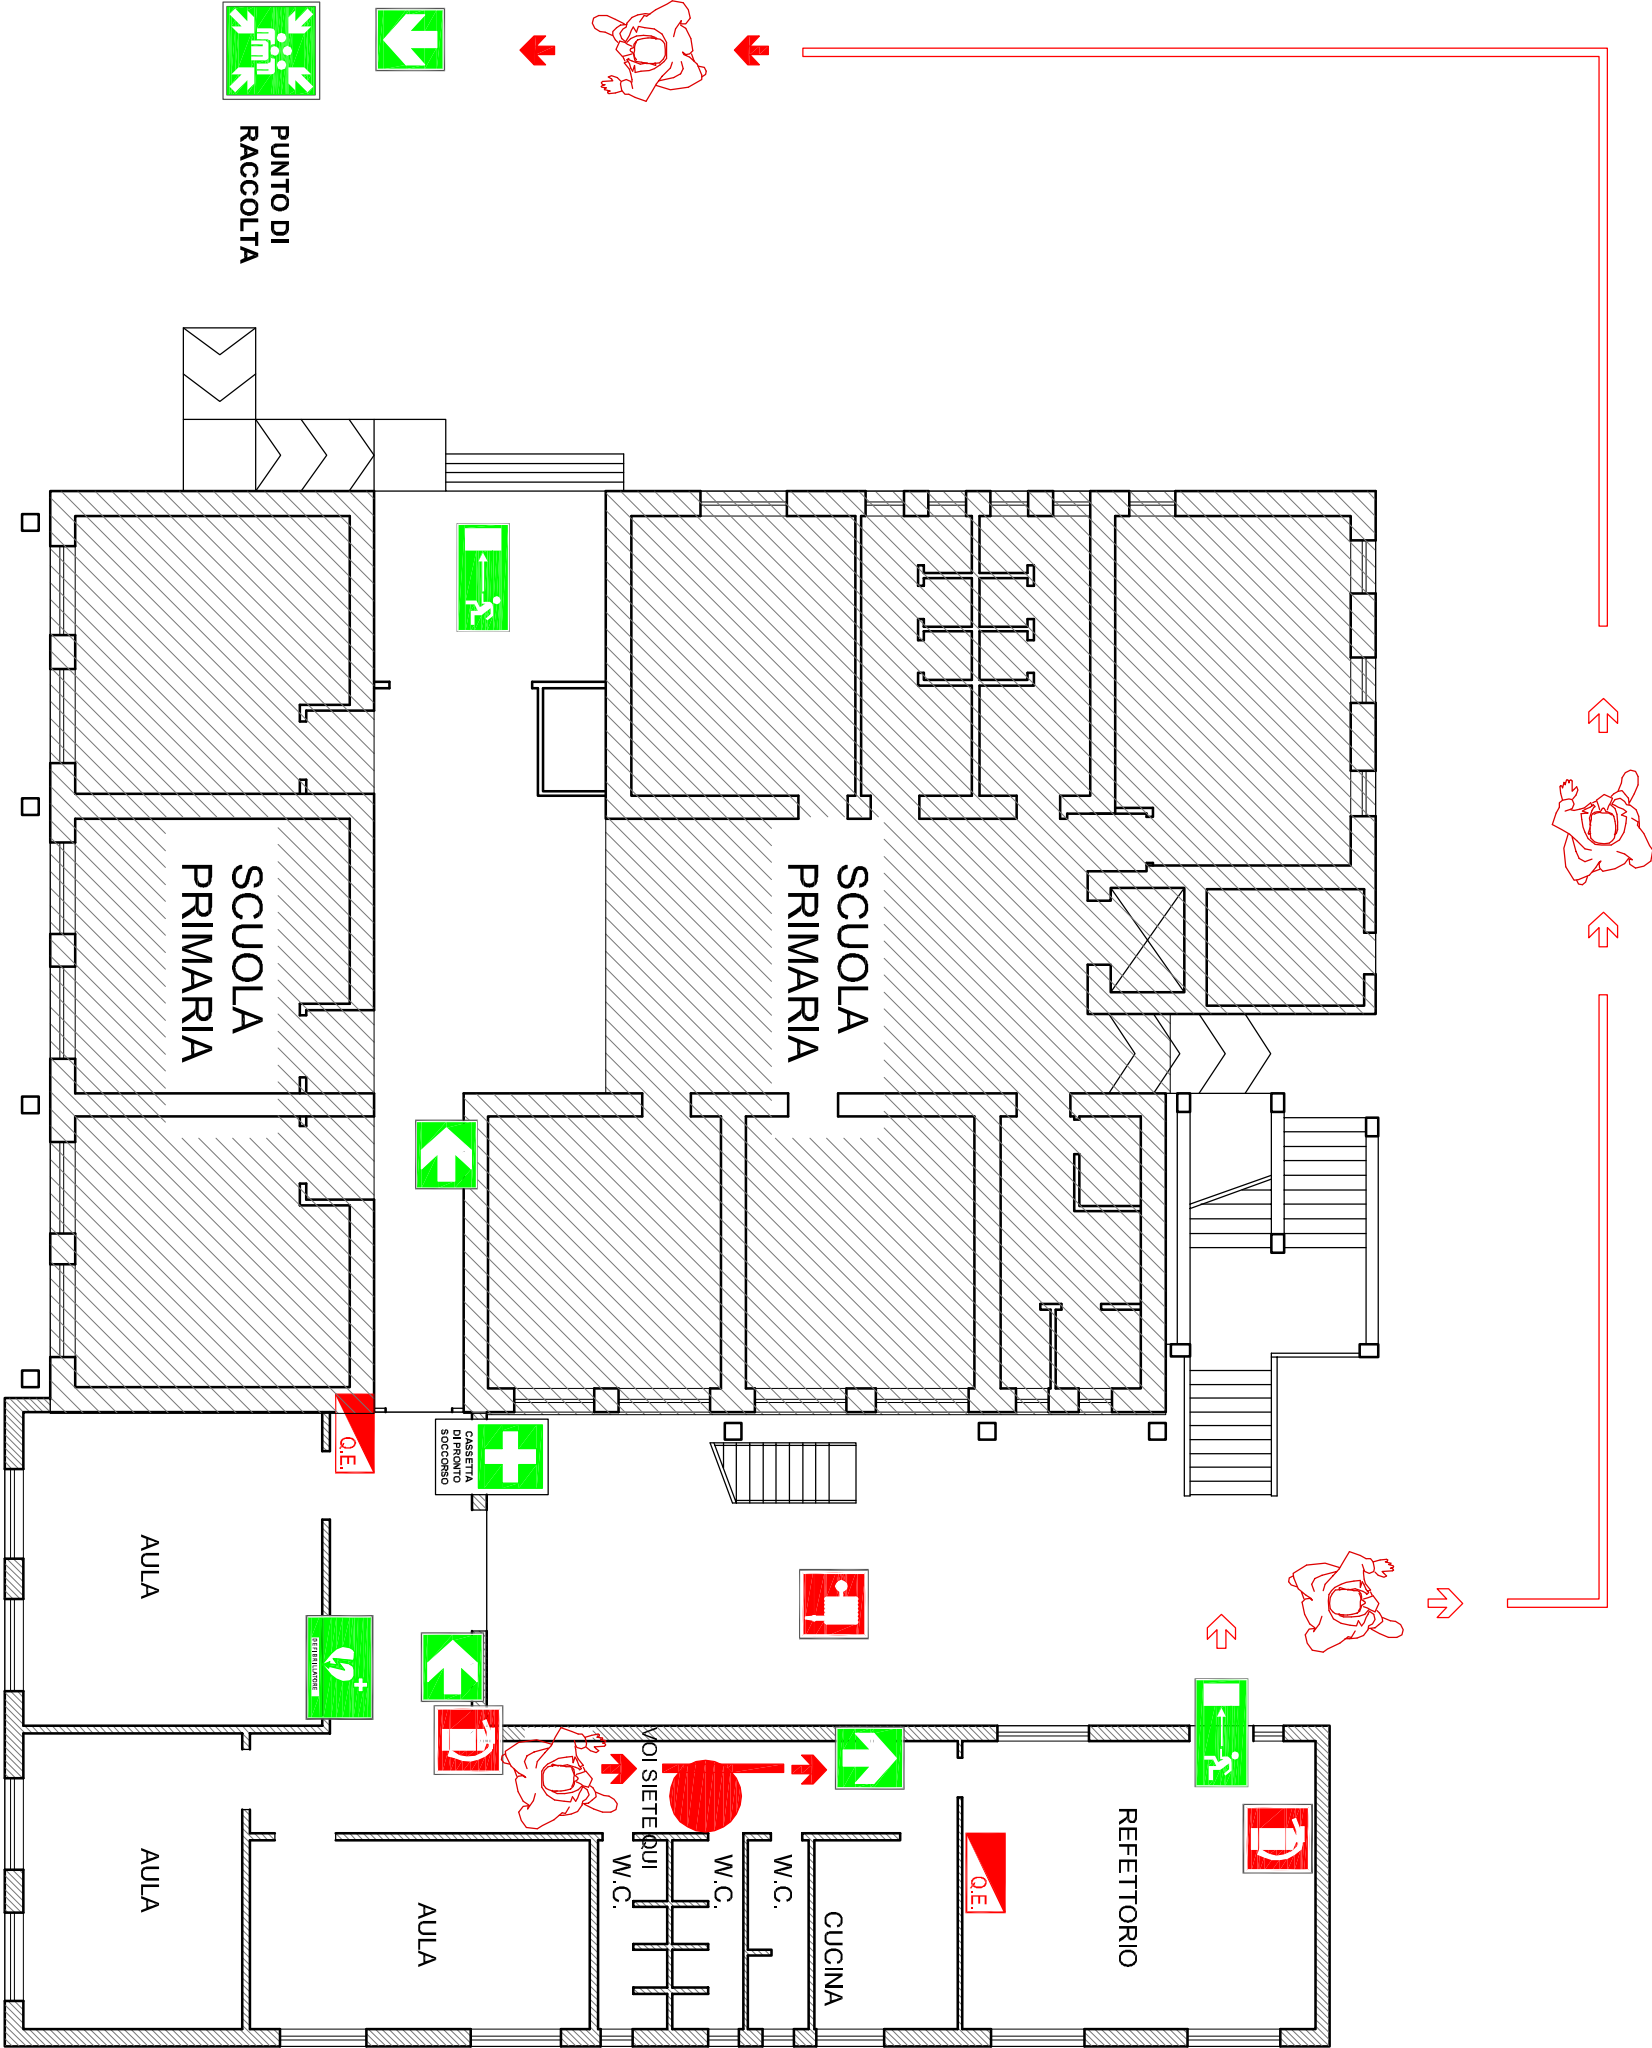 PUNTO DI
RACCOLTA
SCUOLA
PRIMARIA
SCUOLA
PRIMARIA
CASSETTA
DI PRONTO
SOCCORSO
Q.E.
AULA
DEFIBRILLATORE
VOI SIETE QUI
REFETTORIO
Q.E.
W.C.
W.C.
W.C.
CUCINA
AULA
AULA